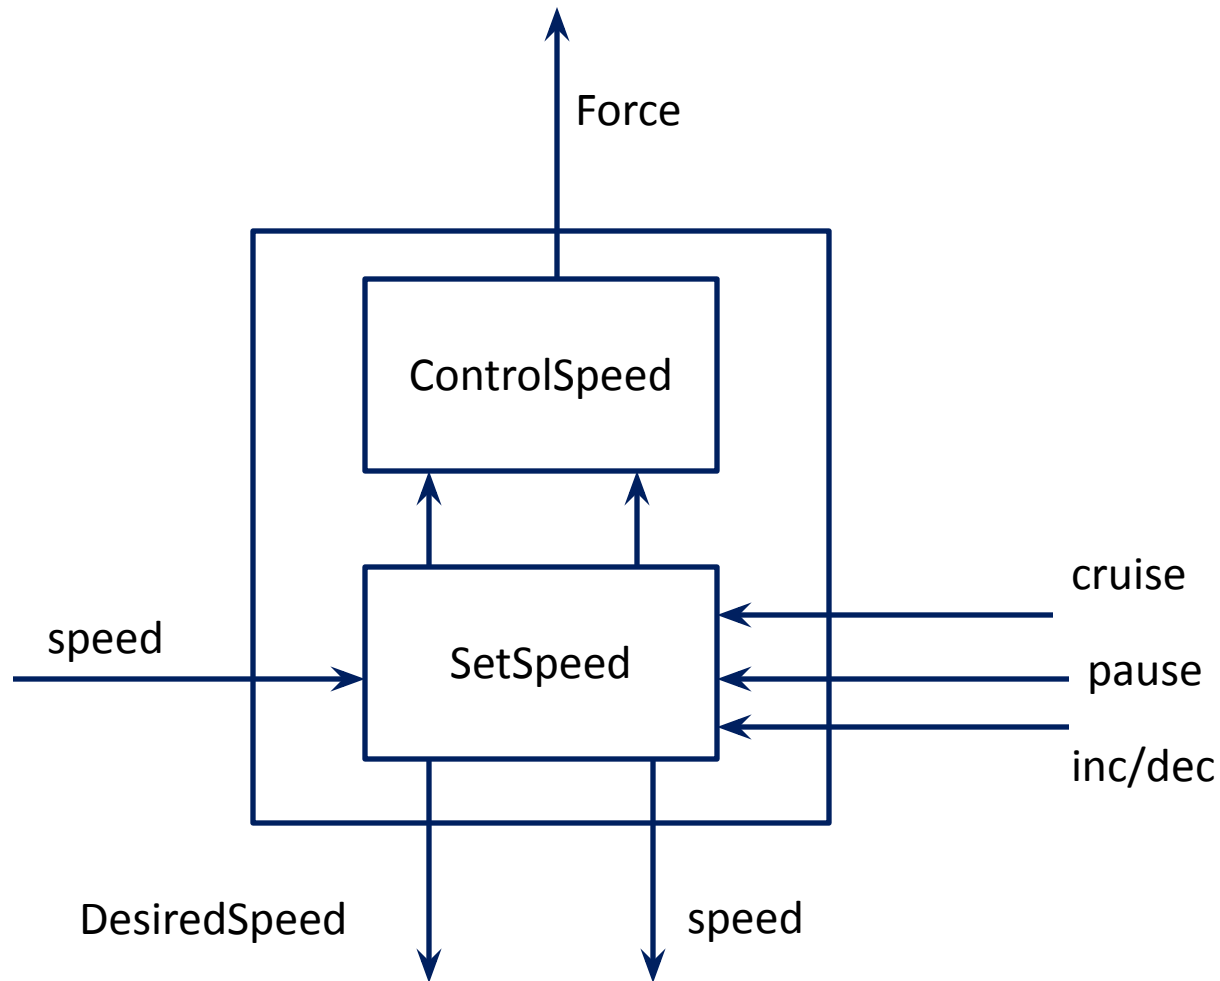 Force
ControlSpeed
cruise
speed
SetSpeed
pause
inc/dec
DesiredSpeed
speed